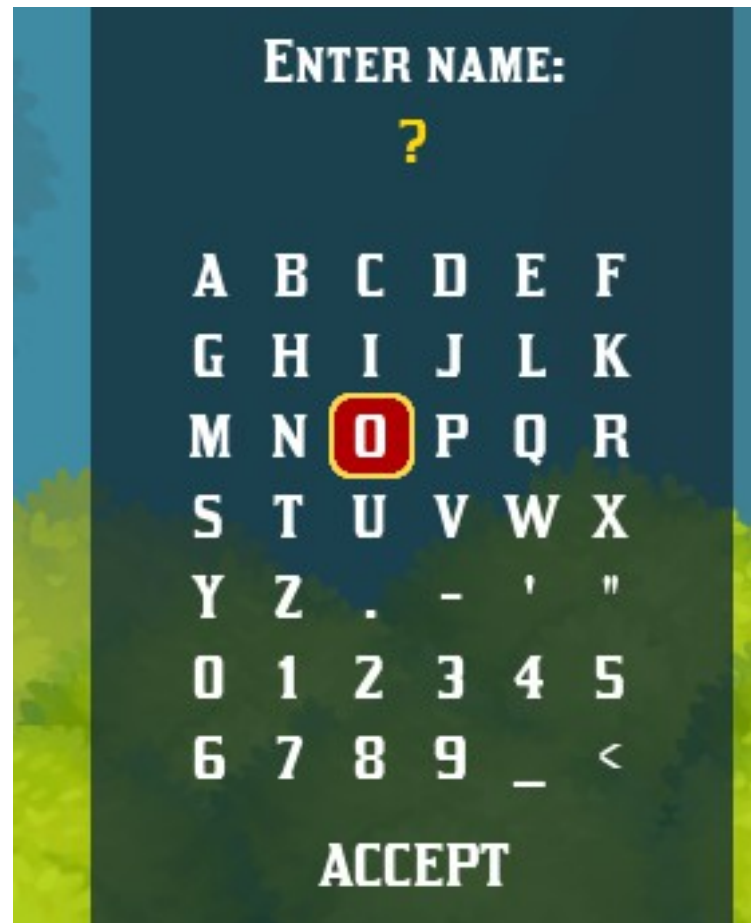 ENTER NAME:
?
A B C D E F
G H I J L K
M N O P Q R
S T U V W X
Y Z . - ' "
0 1 2 3 4 5
6 7 8 9 _ <
ACCEPT